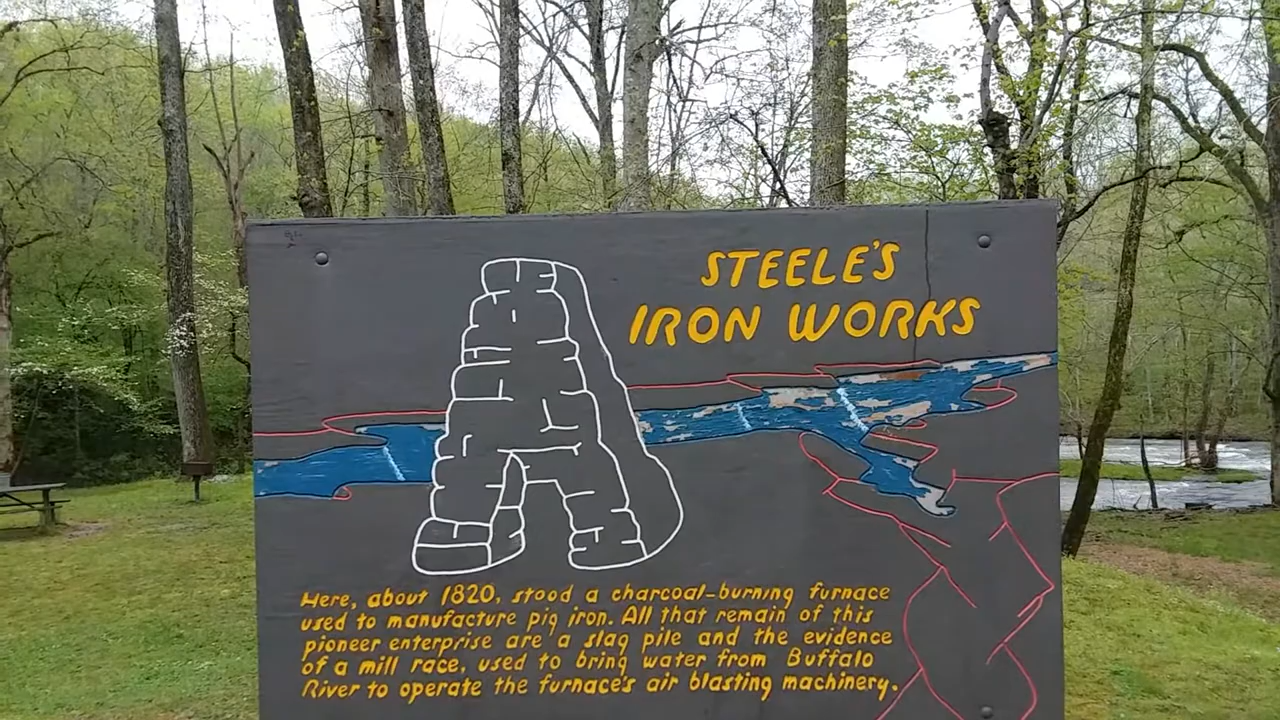 STEELE'S
IRON WORKS
Here, about 1820, stood a charcoal-burning furnace
used to manufacture pig iron. All that remain of this
pioneer enterprise are a slag pile and the evidence
of a mill race, used to bring water from Buffalo
River to operate the furnace's air blasting machinery.